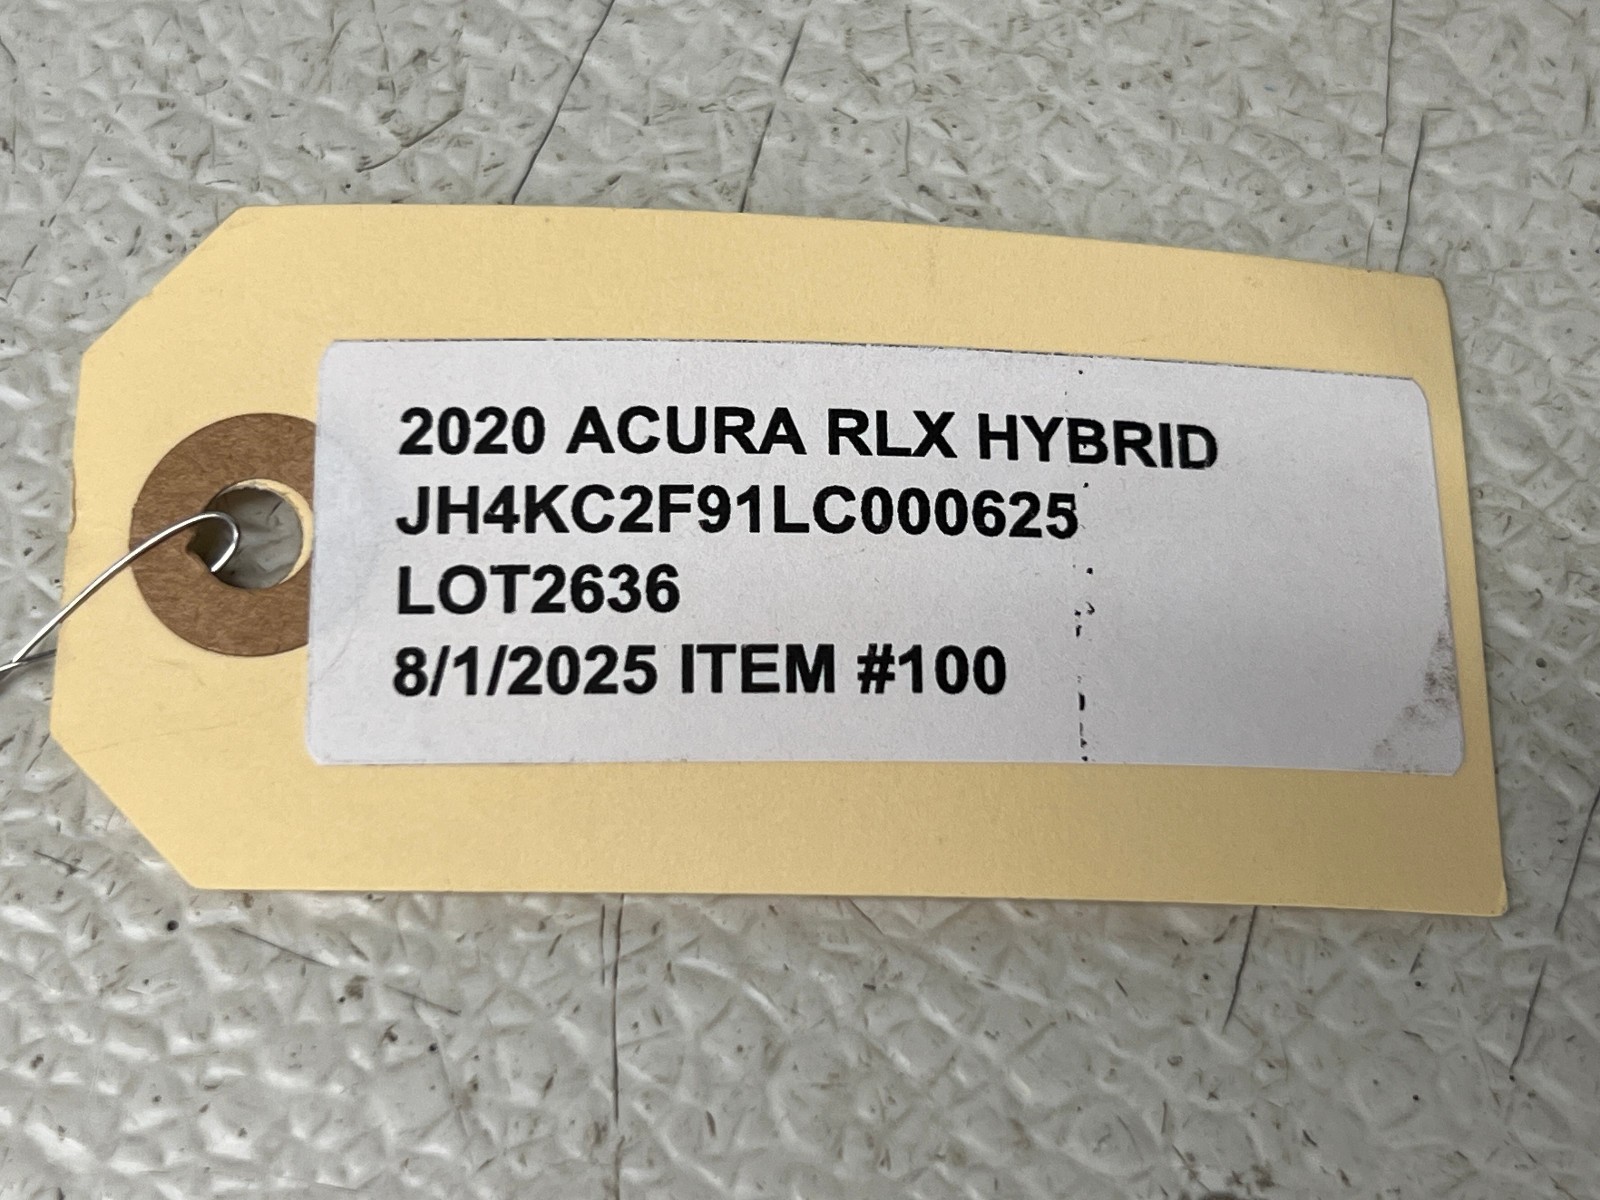 2020 ACURA RLX HYBRID
JH4KC2F91LC000625
LOT2636
8/1/2025 ITEM #100